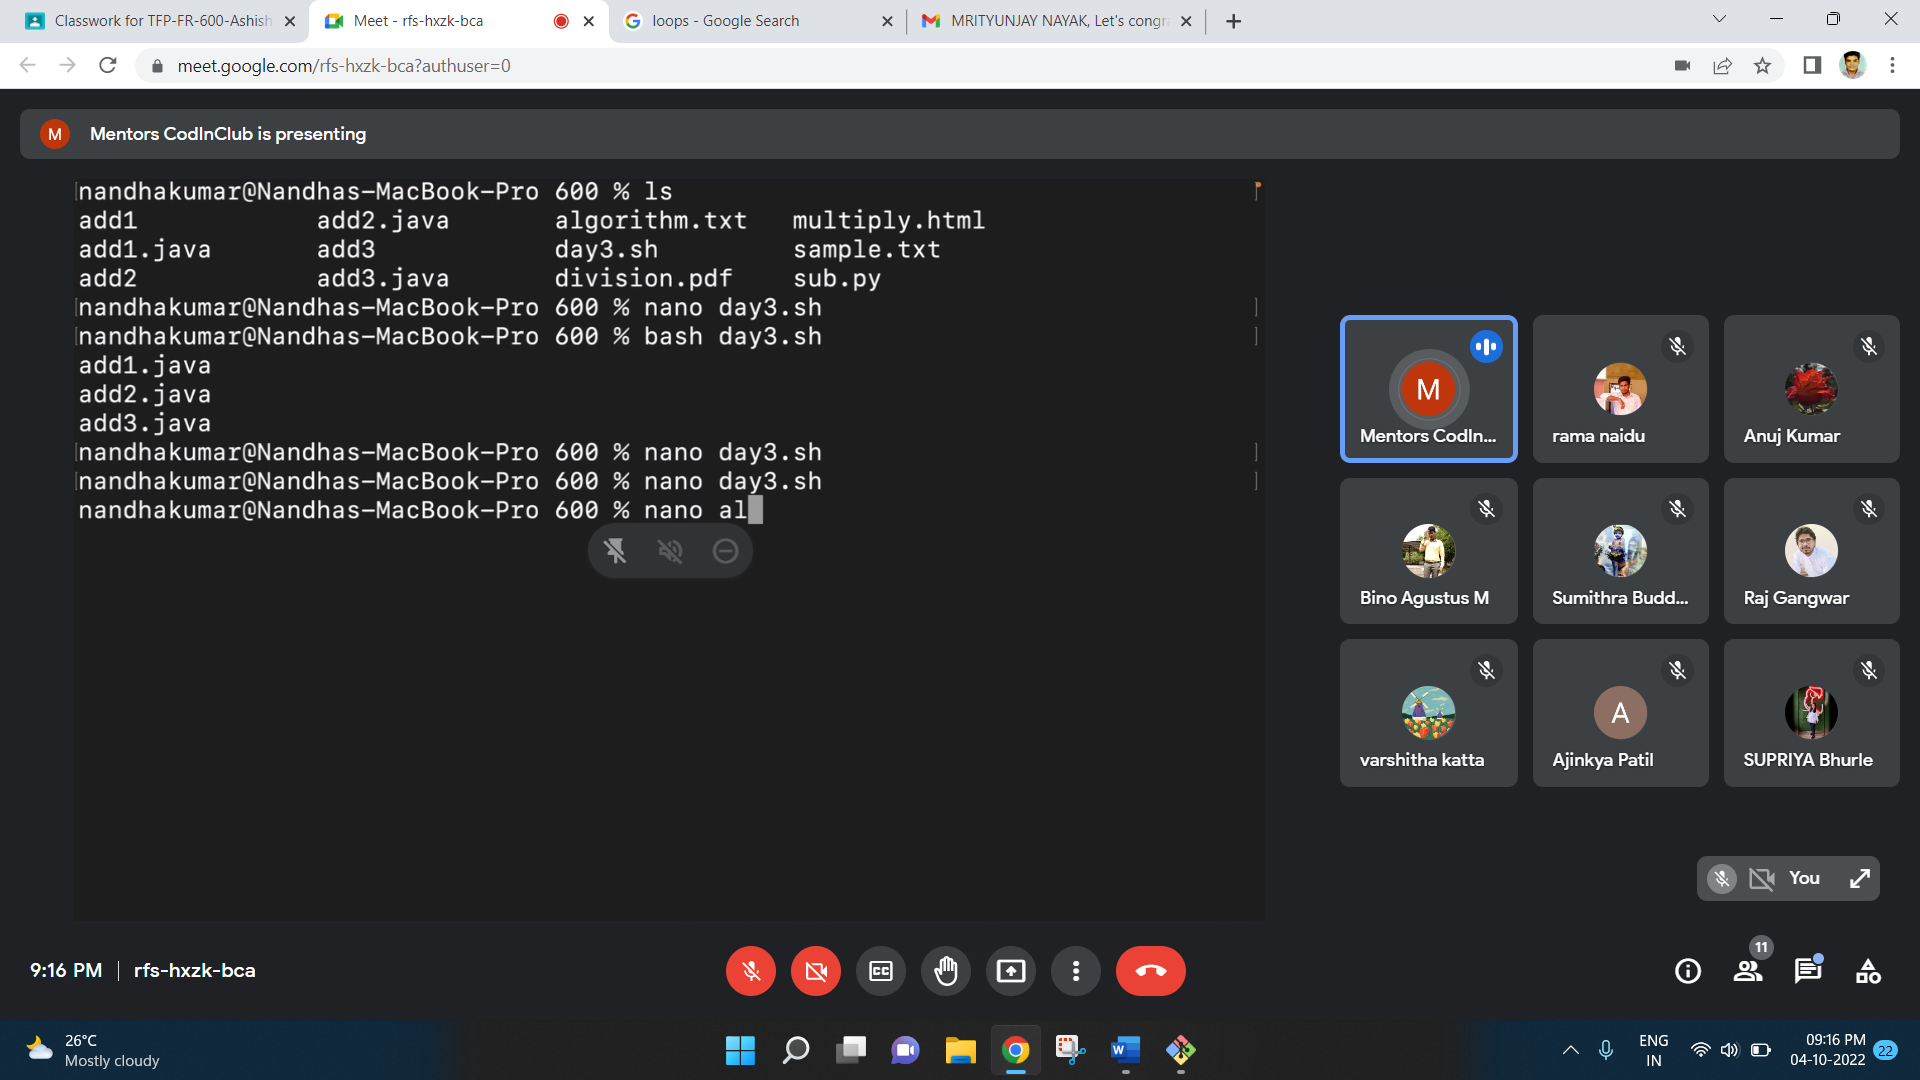 Classwork for TFP-FR-600-Ashish
Meet - rfs-hxzk-bca
loops - Google Search
MRITYUNJAY NAYAK, Let's congr
meet.google.com/rfs-hxzk-bca?authuser=0
M Mentors CodInClub is presenting
nandhakumar@Nandhas-MacBook-Pro 600 % ls
add1 add2.java algorithm.txt multiply.html
add1.java add3 day3.sh sample.txt
add2 add3.java division.pdf sub.py
nandhakumar@Nandhas-MacBook-Pro 600 % nano day3.sh
nandhakumar@Nandhas-MacBook-Pro 600 % bash day3.sh
add1.java
add2.java
add3.java
nandhakumar@Nandhas-MacBook-Pro 600 % nano day3.sh
nandhakumar@Nandhas-MacBook-Pro 600 % nano day3.sh
nandhakumar@Nandhas-MacBook-Pro 600 % nano al
M
Mentors CodIn...
rama naidu
Anuj Kumar
Bino Agustus M
Sumithra Budd...
Raj Gangwar
varshitha katta
A
Ajinkya Patil
SUPRIYA Bhurle
You
9:16 PM | rfs-hxzk-bca
CC
11
26°C
Mostly cloudy
W
ENG
IN
09:16 PM
04-10-2022
22